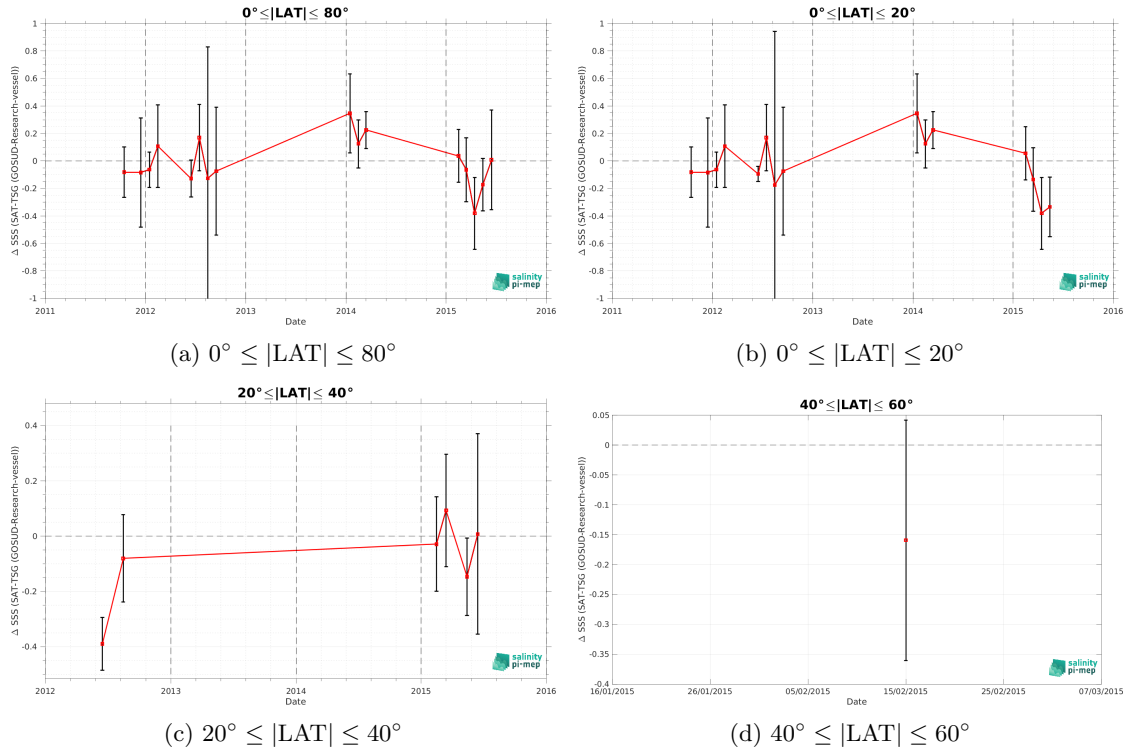 0°≤|LAT|≤ 80°
1
0.8
0.6
0.4
0.2
0
-0.2
-0.4
-0.6
-0.8
-1
Δ SSS (SAT-TSG (GOSUD-Research-vessel))
2011 2012 2013 2014 2015 2016
Date
salinity
pi-mep
(a) 0° ≤ |LAT| ≤ 80°
0°≤|LAT|≤ 20°
1
0.8
0.6
0.4
0.2
0
-0.2
-0.4
-0.6
-0.8
-1
Δ SSS (SAT-TSG (GOSUD-Research-vessel))
2011 2012 2013 2014 2015 2016
Date
salinity
pi-mep
(b) 0° ≤ |LAT| ≤ 20°
20°≤|LAT|≤ 40°
0.4
0.2
0
-0.2
-0.4
Δ SSS (SAT-TSG (GOSUD-Research-vessel))
2012 2013 2014 2015 2016
Date
salinity
pi-mep
(c) 20° ≤ |LAT| ≤ 40°
40°≤|LAT|≤ 60°
0.05
0
-0.05
-0.1
-0.15
-0.2
-0.25
-0.3
-0.35
-0.4
Δ SSS (SAT-TSG (GOSUD-Research-vessel))
16/01/2015 26/01/2015 05/02/2015 15/02/2015 25/02/2015 07/03/2015
Date
salinity
pi-mep
(d) 40° ≤ |LAT| ≤ 60°